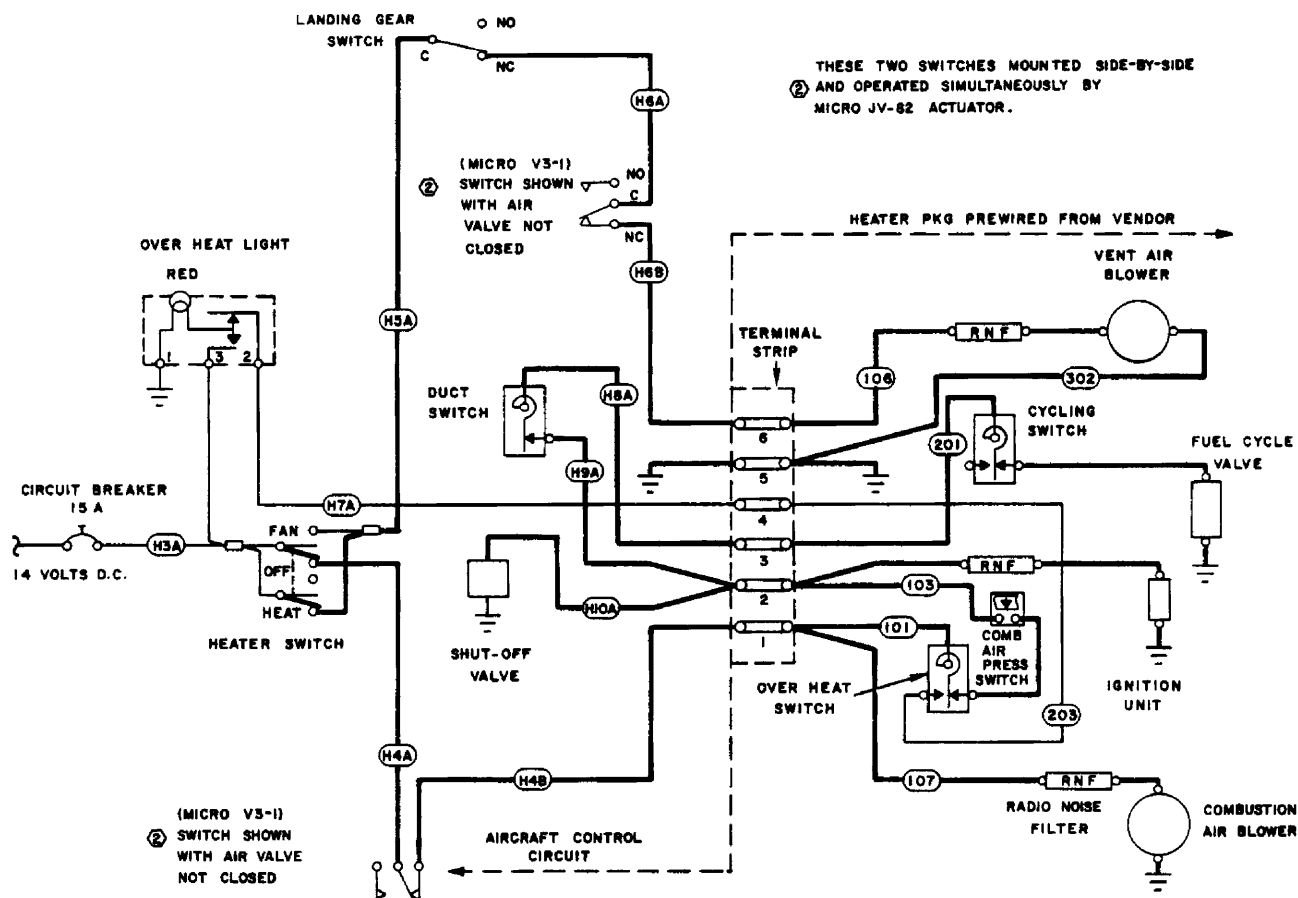 LANDING GEAR
SWITCH
NO
C
NC
H6A
THESE TWO SWITCHES MOUNTED SIDE-BY-SIDE
2 AND OPERATED SIMULTANEOUSLY BY
MICRO JV-82 ACTUATOR.
2
(MICRO V3-1)
SWITCH SHOWN
WITH AIR
VALVE NOT
CLOSED
NO
C
NC
H6B
HEATER PKG PREWIRED FROM VENDOR
VENT AIR
BLOWER
OVER HEAT LIGHT
RED
1
3
2
H5A
TERMINAL
STRIP
RNF
106
302
DUCT
SWITCH
H8A
H9A
CYCLING
SWITCH
201
FUEL CYCLE
VALVE
6
5
4
3
2
1
CIRCUIT BREAKER
15 A
H7A
H3A
14 VOLTS D.C.
FAN
OFF
HEAT
HEATER SWITCH
SHUT-OFF
VALVE
H10A
RNF
103
101
COMB
AIR
PRESS
SWITCH
OVER HEAT
SWITCH
203
IGNITION
UNIT
H4A
H4B
107
RNF
RADIO NOISE
FILTER
COMBUSTION
AIR BLOWER
2
(MICRO V3-1)
SWITCH SHOWN
WITH AIR VALVE
NOT CLOSED
AIRCRAFT CONTROL
CIRCUIT